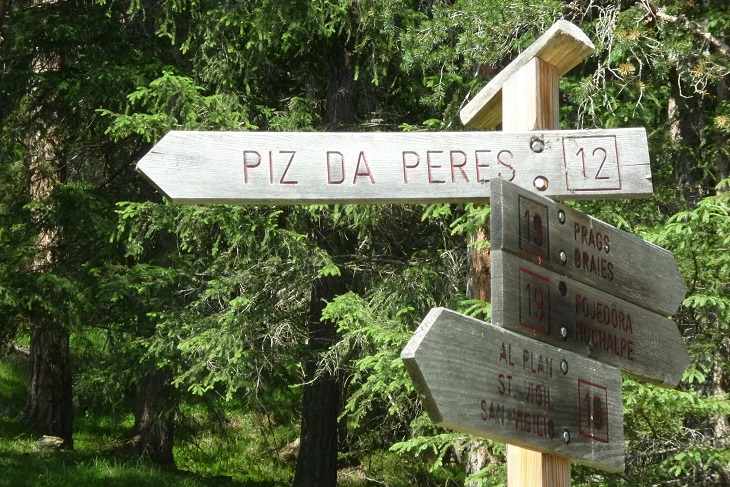 PIZ DA PERES 12
19 PRAGS
BRAIES
19 FOJEDÖRA
HOCHALPE
AL PLAN
ST. VIGIL
SAN VIGILIO 19